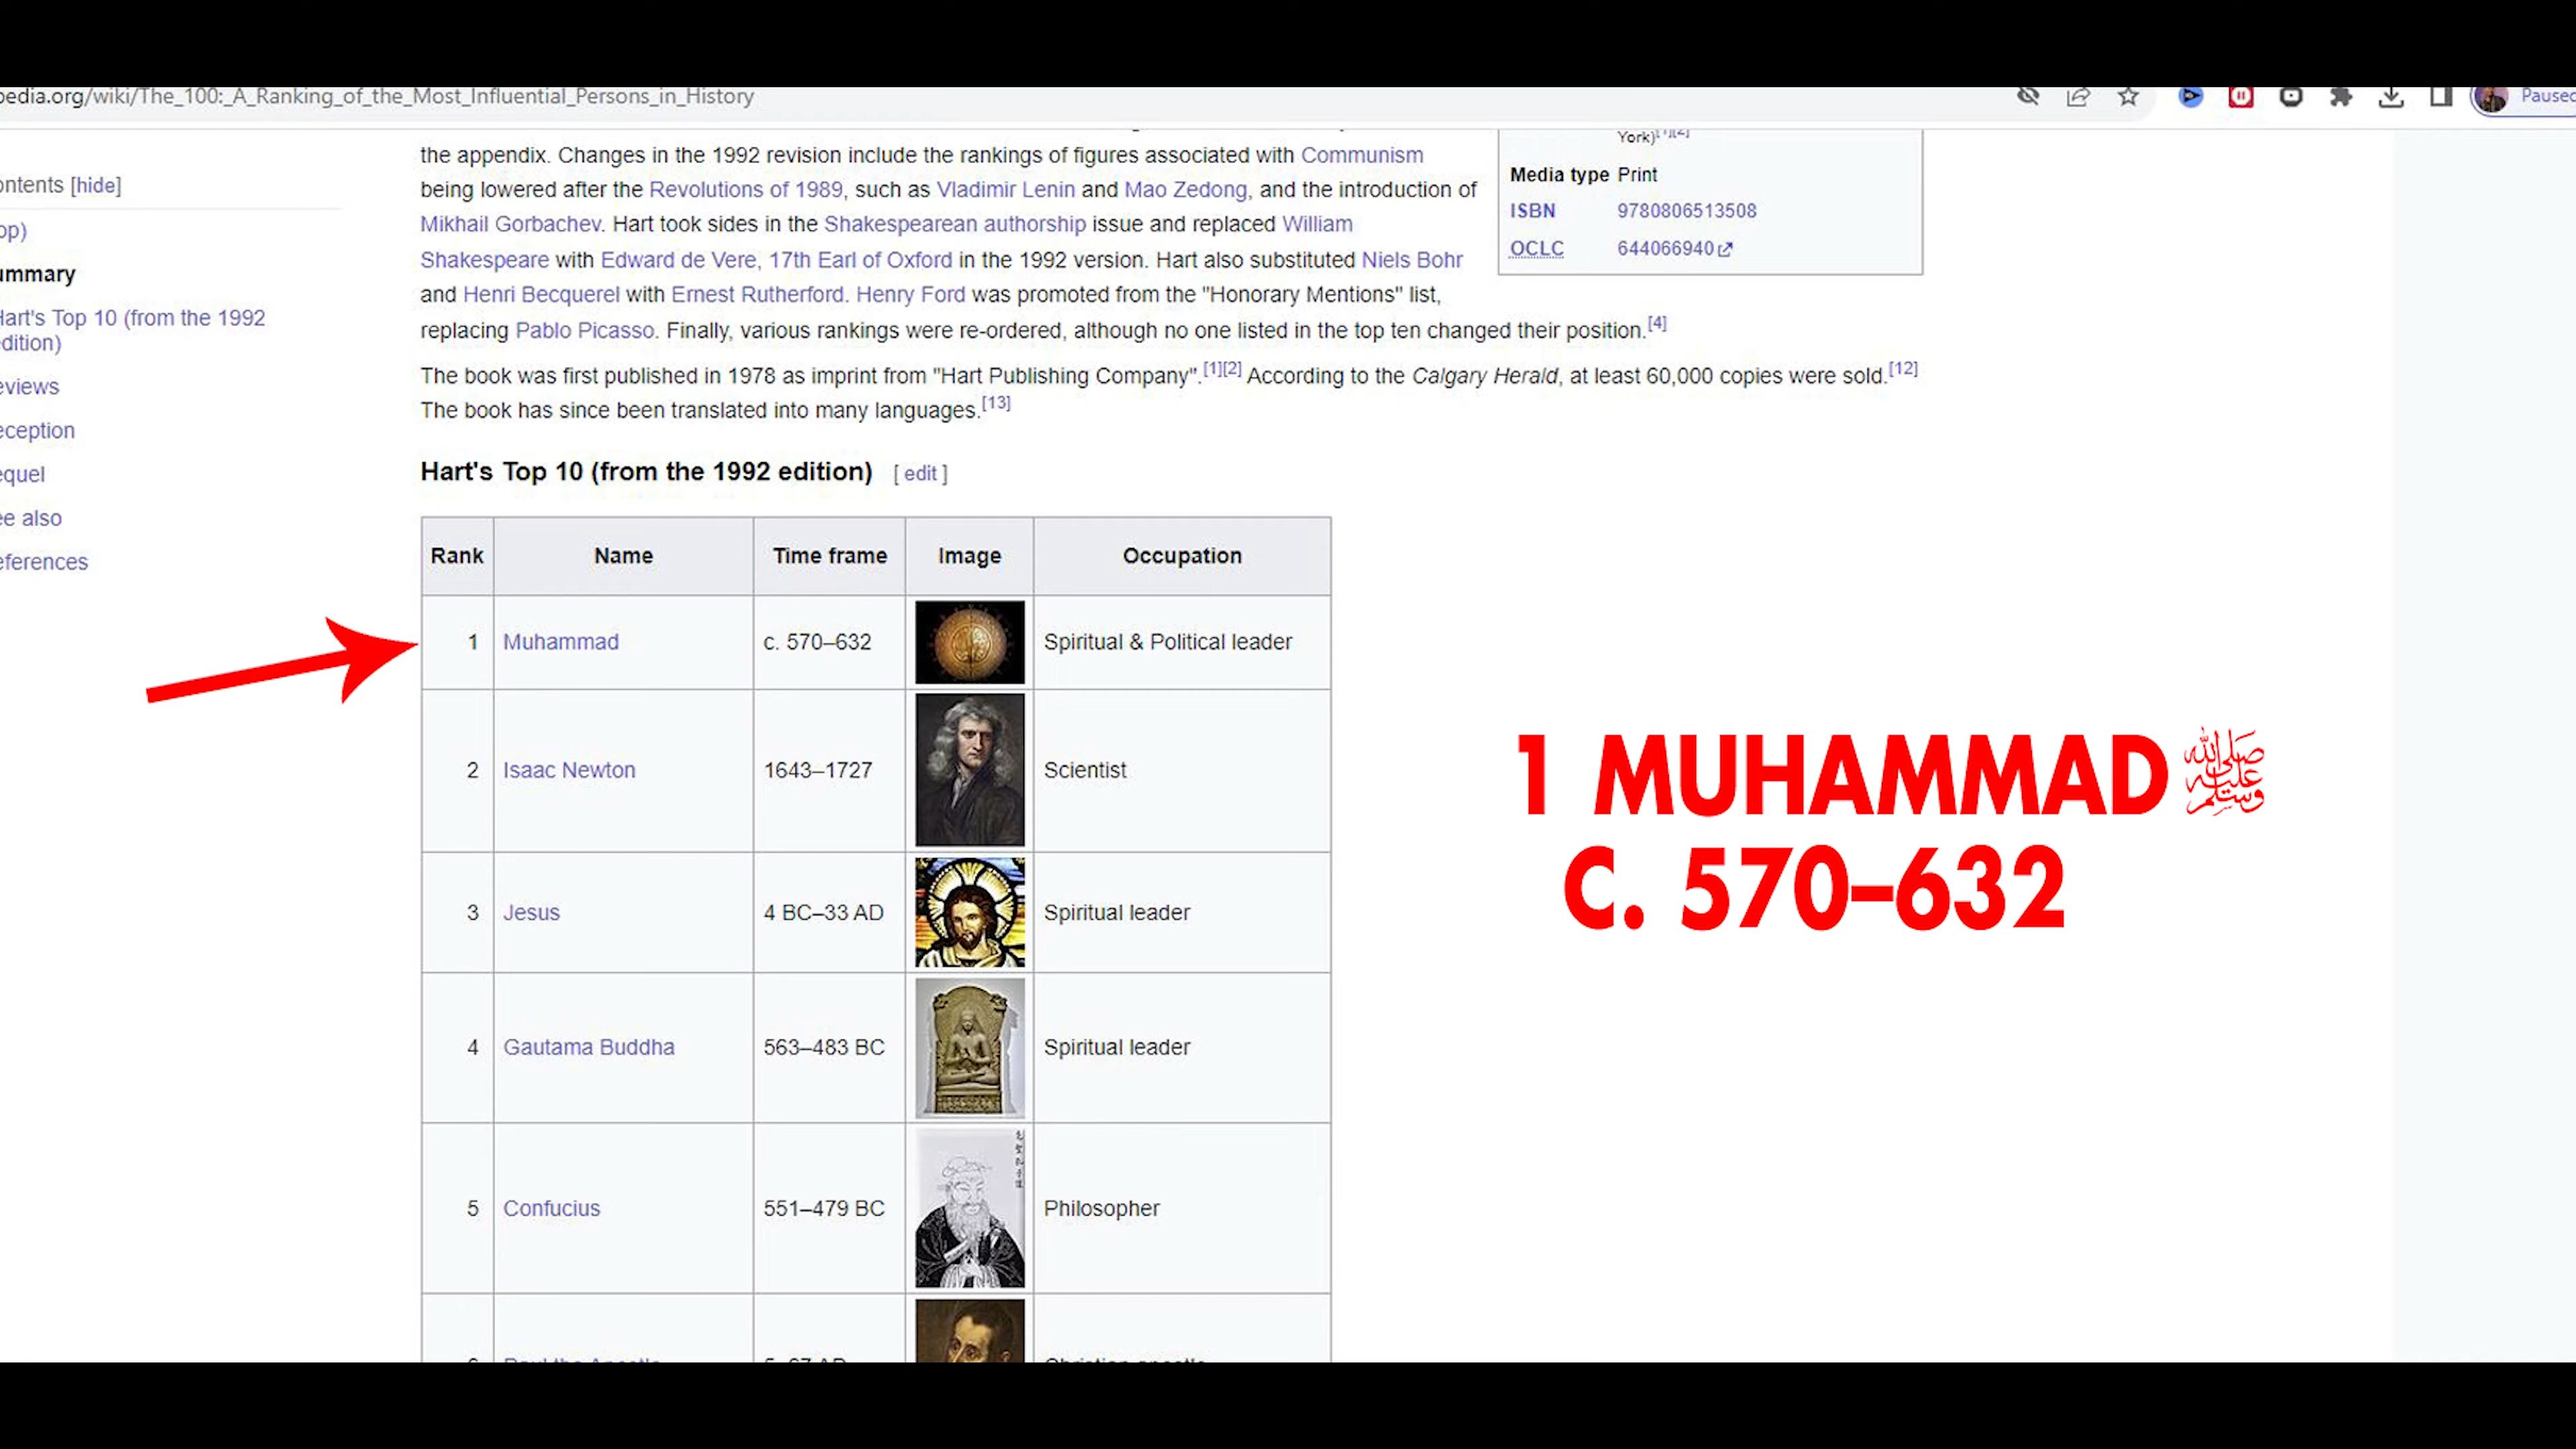 pedia.org/wiki/The_100:_A_Ranking_of_the_Most_Influential_Persons_in_History
Paused
ontents [hide]
op)
ummary
Hart's Top 10 (from the 1992
dition)
eviews
eception
equel
ee also
eferences
the appendix. Changes in the 1992 revision include the rankings of figures associated with Communism
being lowered after the Revolutions of 1989, such as Vladimir Lenin and Mao Zedong, and the introduction of
Mikhail Gorbachev. Hart took sides in the Shakespearean authorship issue and replaced William
Shakespeare with Edward de Vere, 17th Earl of Oxford in the 1992 version. Hart also substituted Niels Bohr
and Henri Becquerel with Ernest Rutherford. Henry Ford was promoted from the "Honorary Mentions" list,
replacing Pablo Picasso. Finally, various rankings were re-ordered, although no one listed in the top ten changed their position.[4]
York)[1][2]
Media type Print
ISBN 9780806513508
OCLC 644066940
The book was first published in 1978 as imprint from "Hart Publishing Company".[1][2] According to the Calgary Herald, at least 60,000 copies were sold.[12]
The book has since been translated into many languages.[13]
Hart's Top 10 (from the 1992 edition) [ edit ]
Rank Name Time frame Image Occupation
1 Muhammad c. 570–632 Spiritual & Political leader
2 Isaac Newton 1643–1727 Scientist
3 Jesus 4 BC–33 AD Spiritual leader
4 Gautama Buddha 563–483 BC Spiritual leader
5 Confucius 551–479 BC Philosopher
1 MUHAMMADﷺ
C. 570–632